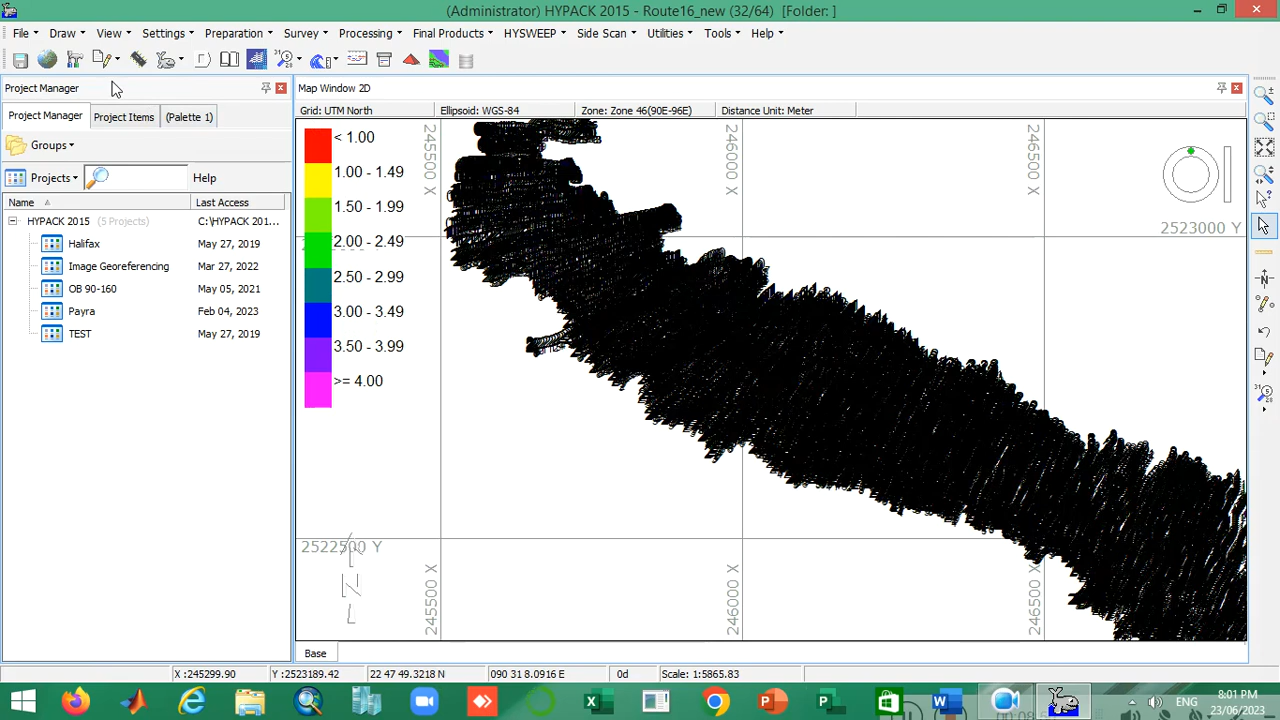 (Administrator) HYPACK 2015 - Route16_new (32/64) [Folder: ]
File Draw View Settings Preparation Survey Processing Final Products HYSWEEP Side Scan Utilities Tools Help
Project Manager
Project Manager Project Items (Palette 1)
Groups
Projects Help
Name Last Access
HYPACK 2015 (5 Projects) C:\HYPACK 201...
Halifax May 27, 2019
Image Georeferencing Mar 27, 2022
OB 90-160 May 05, 2021
Payra Feb 04, 2023
TEST May 27, 2019
Map Window 2D
Grid: UTM North Ellipsoid: WGS-84 Zone: Zone 46(90E-96E) Distance Unit: Meter
< 1.00
1.00 - 1.49
1.50 - 1.99
2.00 - 2.49
2.50 - 2.99
3.00 - 3.49
3.50 - 3.99
>= 4.00
245500 X
246000 X
246500 X
2523000 Y
2522500 Y
245500 X
246000 X
246500 X
Base
X :245299.90 Y :2523189.42 22 47 49.3218 N 090 31 8.0916 E 0d Scale: 1:5865.83
ENG
8:01 PM
23/06/2023